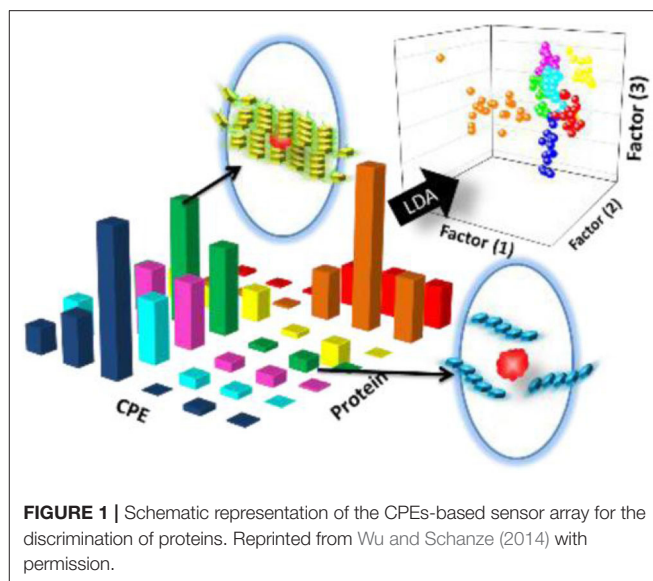 Factor (3)
LDA
Factor (1)
Factor (2)
CPE
Protein
FIGURE 1 | Schematic representation of the CPEs-based sensor array for the
discrimination of proteins. Reprinted from Wu and Schanze (2014) with
permission.